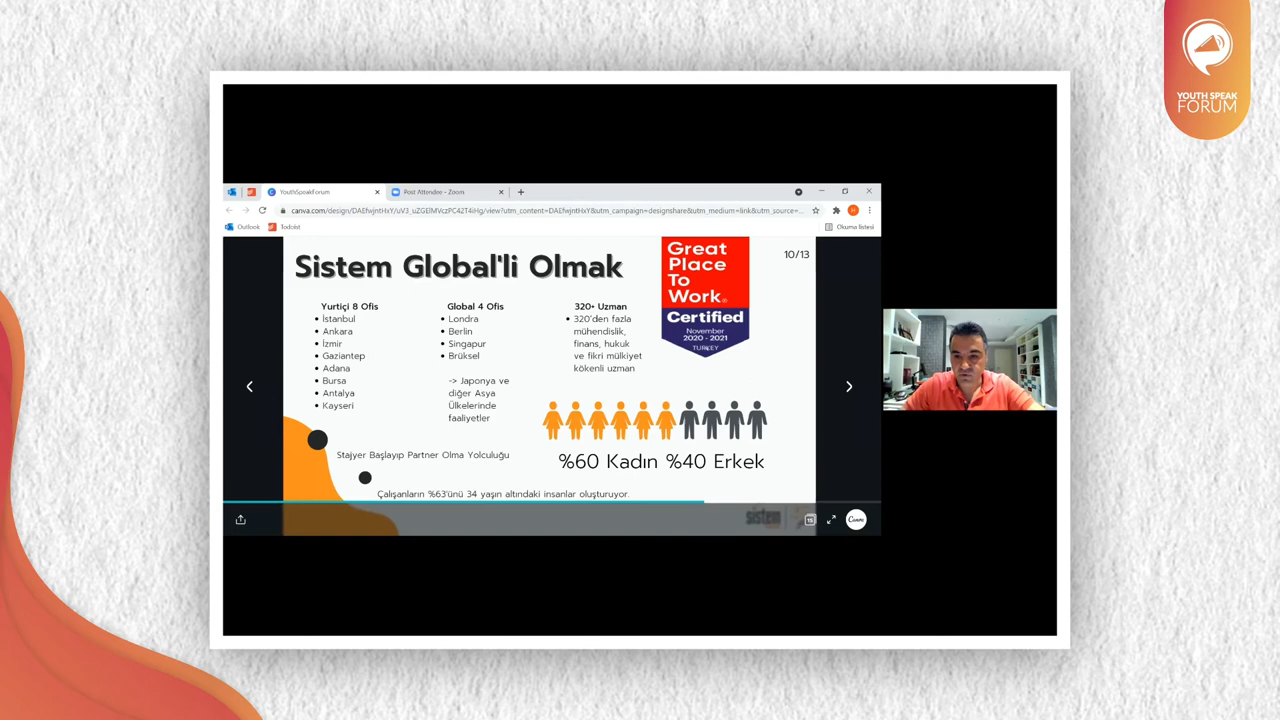 YOUTH SPEAK
FORUM
YouthSpeakForum
Post Attendee - Zoom
canva.com/design/DAEfwjntHxY/uV3_uZGEIMVczPC42T4iHg/view?utm_content=DAEfwjntHxY&utm_campaign=designshare&utm_medium=link&utm_source=...
H
Outlook
Todoist
Okuma listesi
Sistem Global'li Olmak
Great
Place
To
Work®
Certified
November
2020 - 2021
TURKEY
10/13
Yurtiçi 8 Ofis
• İstanbul
• Ankara
• İzmir
• Gaziantep
• Adana
• Bursa
• Antalya
• Kayseri
Global 4 Ofis
• Londra
• Berlin
• Singapur
• Brüksel
-> Japonya ve
diğer Asya
Ülkelerinde
faaliyetler
320+ Uzman
• 320'den fazla
mühendislik,
finans, hukuk
ve fikri mülkiyet
kökenli uzman
%60 Kadın %40 Erkek
Stajyer Başlayıp Partner Olma Yolculuğu
Çalışanların %63'ünü 34 yaşın altındaki insanlar oluşturuyor.
sistem
15
Canva